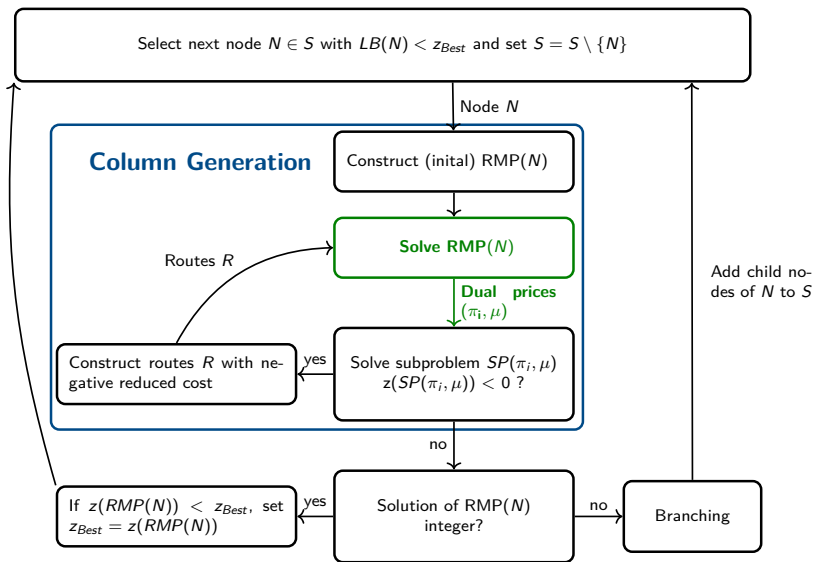 Select next node N ∈ S with LB(N) < z_Best and set S = S \ {N}
Node N
Column Generation
Construct (inital) RMP(N)
Solve RMP(N)
Routes R
Dual prices
(π_i, μ)
Add child no-
des of N to S
Construct routes R with ne-
gative reduced cost
yes
Solve subproblem SP(π_i, μ)
z(SP(π_i, μ)) < 0 ?
no
If z(RMP(N)) < z_Best, set
z_Best = z(RMP(N))
yes
Solution of RMP(N)
integer?
no
Branching